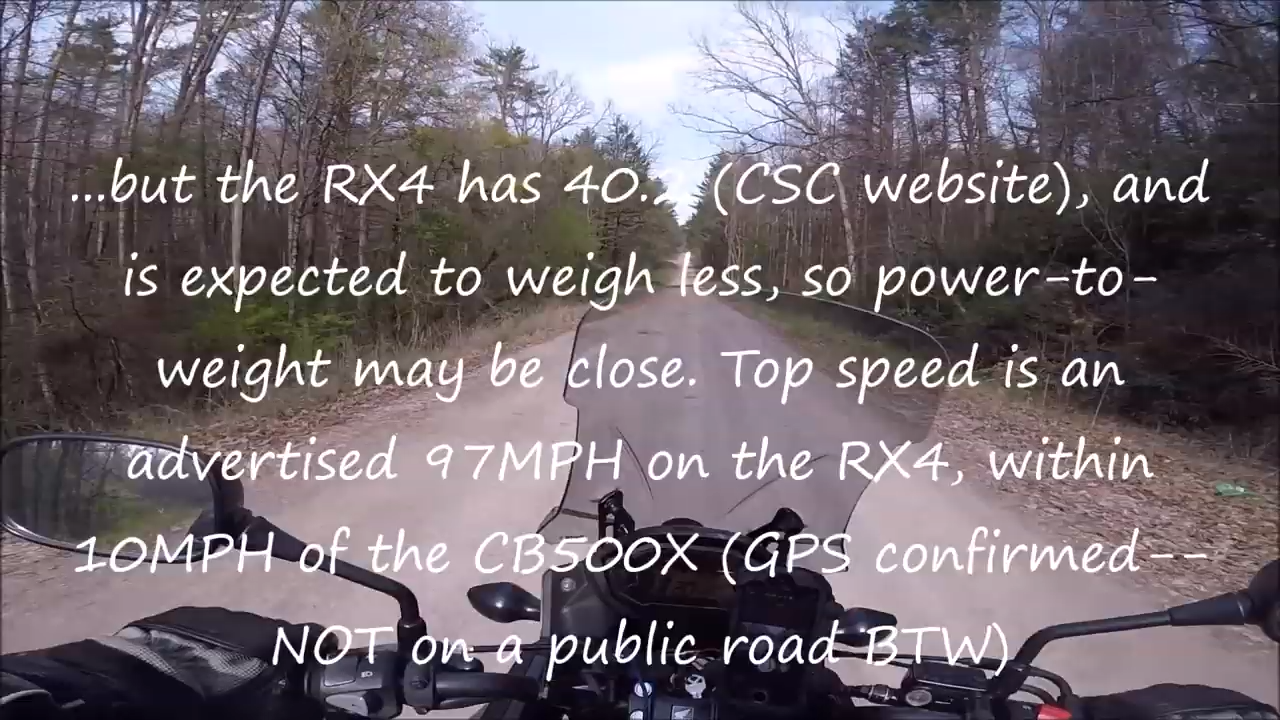 ...but the RX4 has 40.2 (CSC website), and
is expected to weigh less, so power-to-
weight may be close. Top speed is an
advertised 97MPH on the RX4, within
10MPH of the CB500X (GPS confirmed--
NOT on a public road BTW)